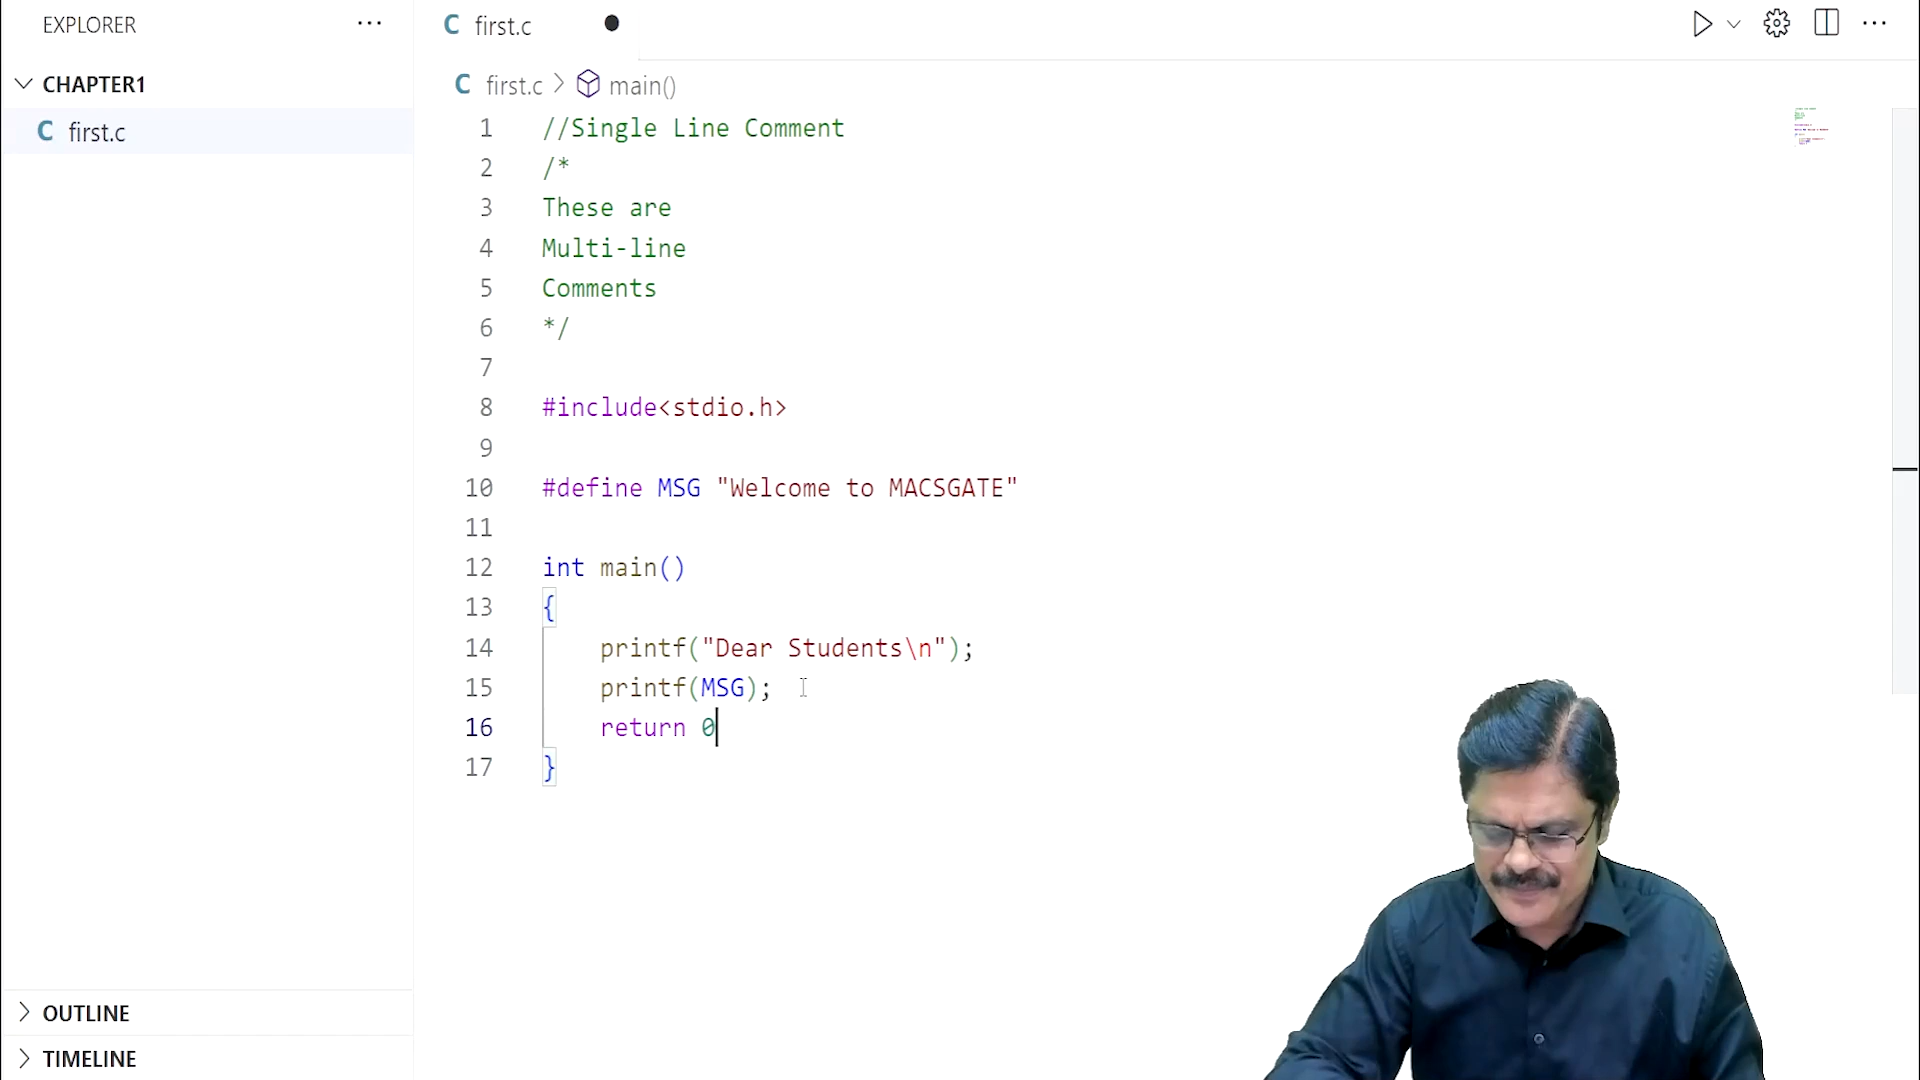 EXPLORER
CHAPTER1
C first.c
OUTLINE
TIMELINE
C first.c
C first.c > main()
1 //Single Line Comment
2 /*
3 These are
4 Multi-line
5 Comments
6 */
7
8 #include<stdio.h>
9
10 #define MSG "Welcome to MACSGATE"
11
12 int main()
13 {
14 printf("Dear Students\n");
15 printf(MSG);
16 return 0
17 }